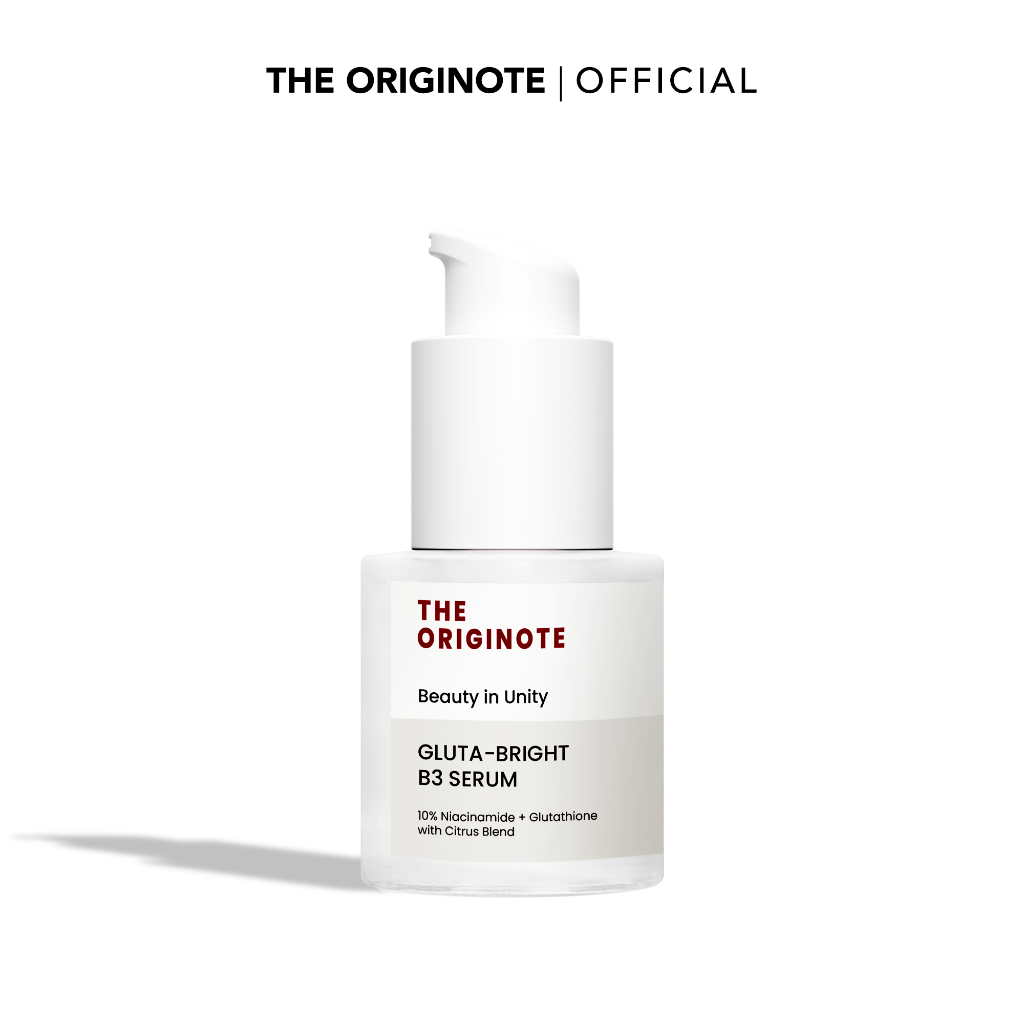 THE ORIGINOTE | OFFICIAL
THE
ORIGINOTE
Beauty in Unity
GLUTA-BRIGHT
B3 SERUM
10% Niacinamide + Glutathione
with Citrus Blend